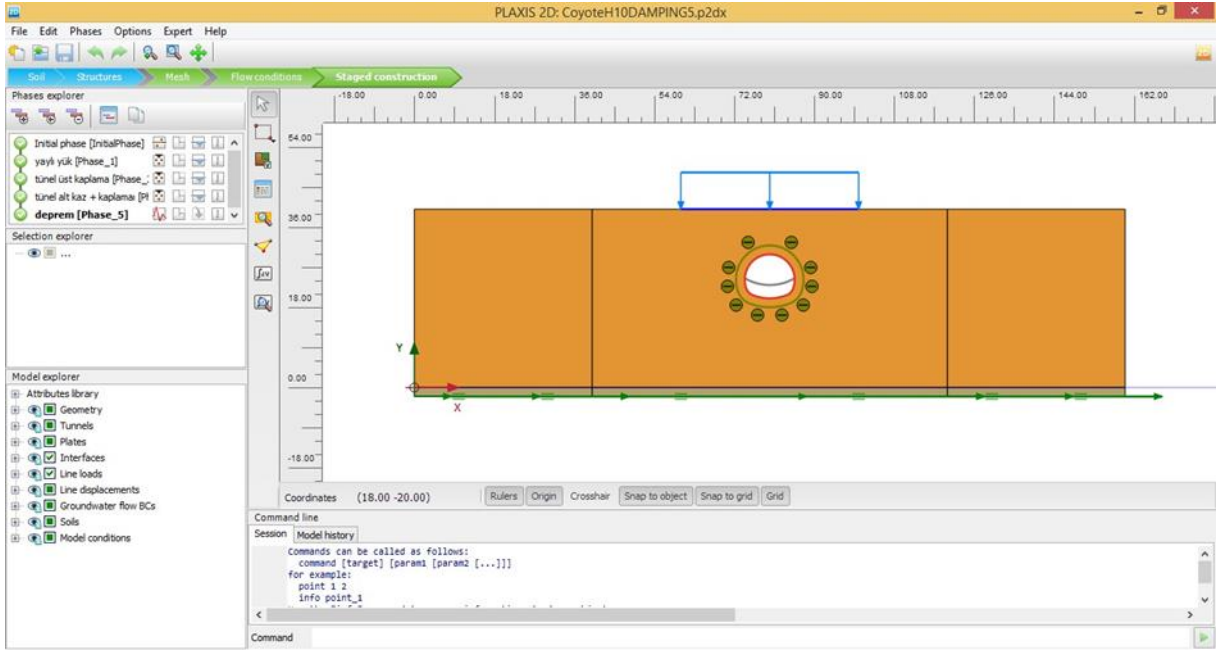 PLAXIS 2D: CoyoteH10DAMPING5.p2dx
File Edit Phases Options Expert Help
Soil Structures Mesh Flow conditions Staged construction
Phases explorer
Initial phase [InitialPhase]
yayılı yük [Phase_1]
tünel üst kaplama [Phase_
tünel alt kaz + kaplama [P
deprem [Phase_5]
Selection explorer
...
Model explorer
Attributes library
Geometry
Tunnels
Plates
Interfaces
Line loads
Line displacements
Groundwater flow BCs
Soils
Model conditions
-18.00 0.00 18.00 36.00 54.00 72.00 90.00 108.00 126.00 144.00 162.00
54.00
36.00
18.00
0.00
-18.00
Y
X
Coordinates (18.00 -20.00) Rulers Origin Crosshair Snap to object Snap to grid Grid
Command line
Session Model history
Commands can be called as follows:
command [target] [param1 [param2 [...]]]
for example:
point 1 2
info point_1
Command